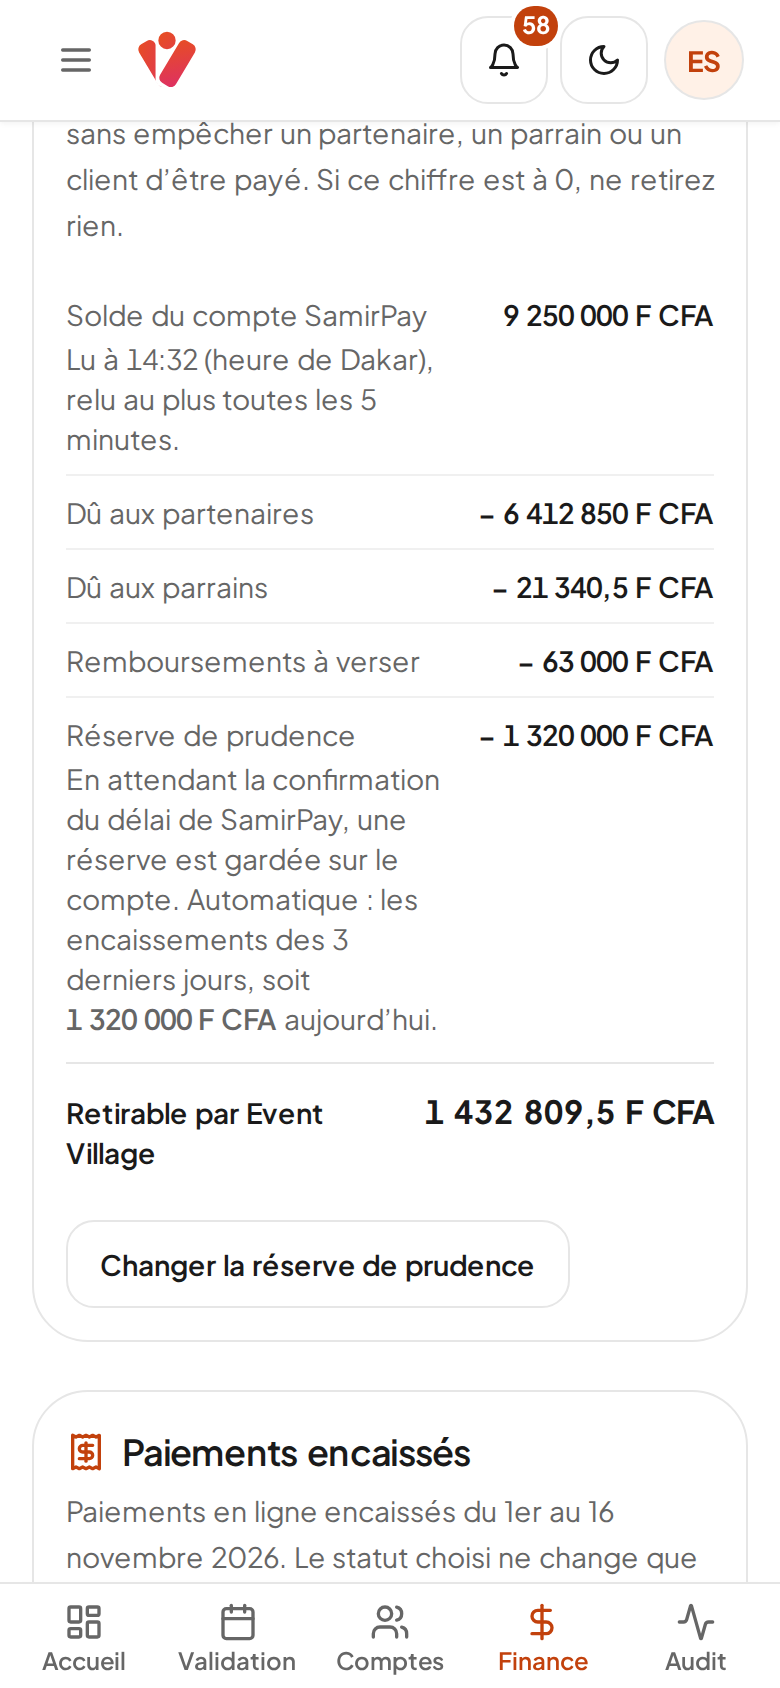 58
ES
sans empêcher un partenaire, un parrain ou un
client d’être payé. Si ce chiffre est à 0, ne retirez
rien.
Solde du compte SamirPay 9 250 000 F CFA
Lu à 14:32 (heure de Dakar),
relu au plus toutes les 5
minutes.
Dû aux partenaires – 6 412 850 F CFA
Dû aux parrains – 21 340,5 F CFA
Remboursements à verser – 63 000 F CFA
Réserve de prudence – 1 320 000 F CFA
En attendant la confirmation
du délai de SamirPay, une
réserve est gardée sur le
compte. Automatique : les
encaissements des 3
derniers jours, soit
1 320 000 F CFA aujourd’hui.
Retirable par Event 1 432 809,5 F CFA
Village
Changer la réserve de prudence
Paiements encaissés
Paiements en ligne encaissés du 1er au 16
novembre 2026. Le statut choisi ne change que
Accueil Validation Comptes Finance Audit